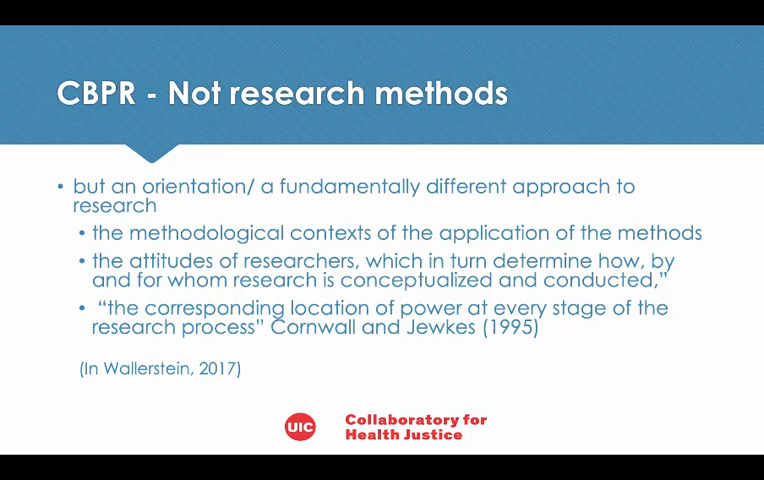 CBPR - Not research methods
• but an orientation/ a fundamentally different approach to
research
• the methodological contexts of the application of the methods
• the attitudes of researchers, which in turn determine how, by
and for whom research is conceptualized and conducted,”
• “the corresponding location of power at every stage of the
research process” Cornwall and Jewkes (1995)
(In Wallerstein, 2017)
UIC
Collaboratory for
Health Justice